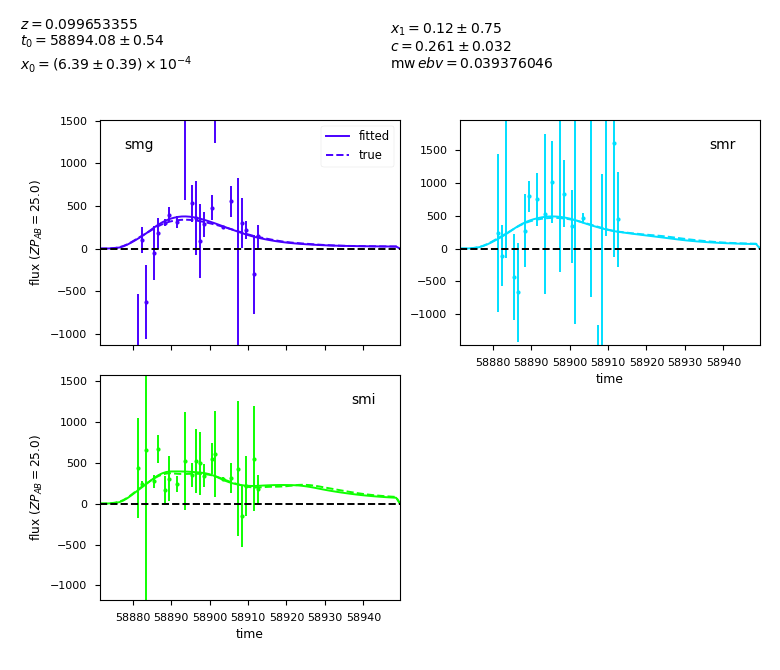 z = 0.099653355
t₀ = 58894.08 ± 0.54
x₀ = (6.39 ± 0.39) × 10⁻⁴
x₁ = 0.12 ± 0.75
c = 0.261 ± 0.032
mw ebv = 0.039376046
smg
fitted
true
1500
1000
500
0
−500
−1000
flux (ZP_AB = 25.0)
smr
1500
1000
500
0
−500
−1000
58880 58890 58900 58910 58920 58930 58940
time
smi
1500
1000
500
0
−500
−1000
flux (ZP_AB = 25.0)
58880 58890 58900 58910 58920 58930 58940
time